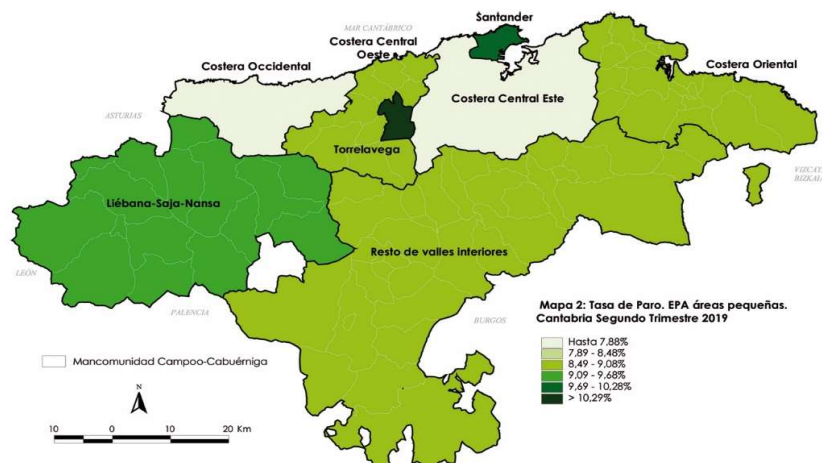 MAR CANTÁBRICO
Santander
Costera Central
Oeste
Costera Occidental
Costera Oriental
Costera Central Este
ASTURIAS
Torrelavega
VIZCAYA
BIZKAIA
Liébana-Saja-Nansa
Resto de valles interiores
LEÓN
PALENCIA
BURGOS
Mapa 2: Tasa de Paro. EPA áreas pequeñas.
Cantabria Segundo Trimestre 2019
Hasta 7,88%
7,89 - 8,48%
8,49 - 9,08%
9,09 - 9,68%
9,69 - 10,28%
> 10,29%
Mancomunidad Campoo-Cabuérniga
N
10 0 10 20 Km